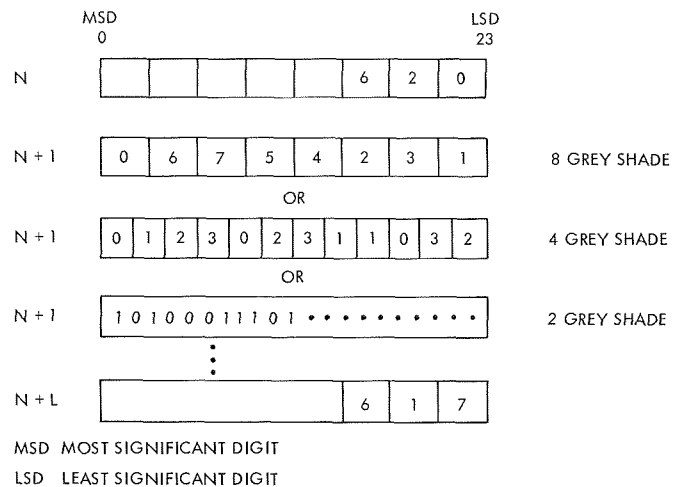 MSD LSD
0 23
N 6 2 0
N + 1 0 6 7 5 4 2 3 1 8 GREY SHADE
OR
N + 1 0 1 2 3 0 2 3 1 1 0 3 2 4 GREY SHADE
OR
N + 1 1 0 1 0 0 0 1 1 1 0 1 • • • • • • • • • • 2 GREY SHADE
N + L 6 1 7
MSD MOST SIGNIFICANT DIGIT
LSD LEAST SIGNIFICANT DIGIT